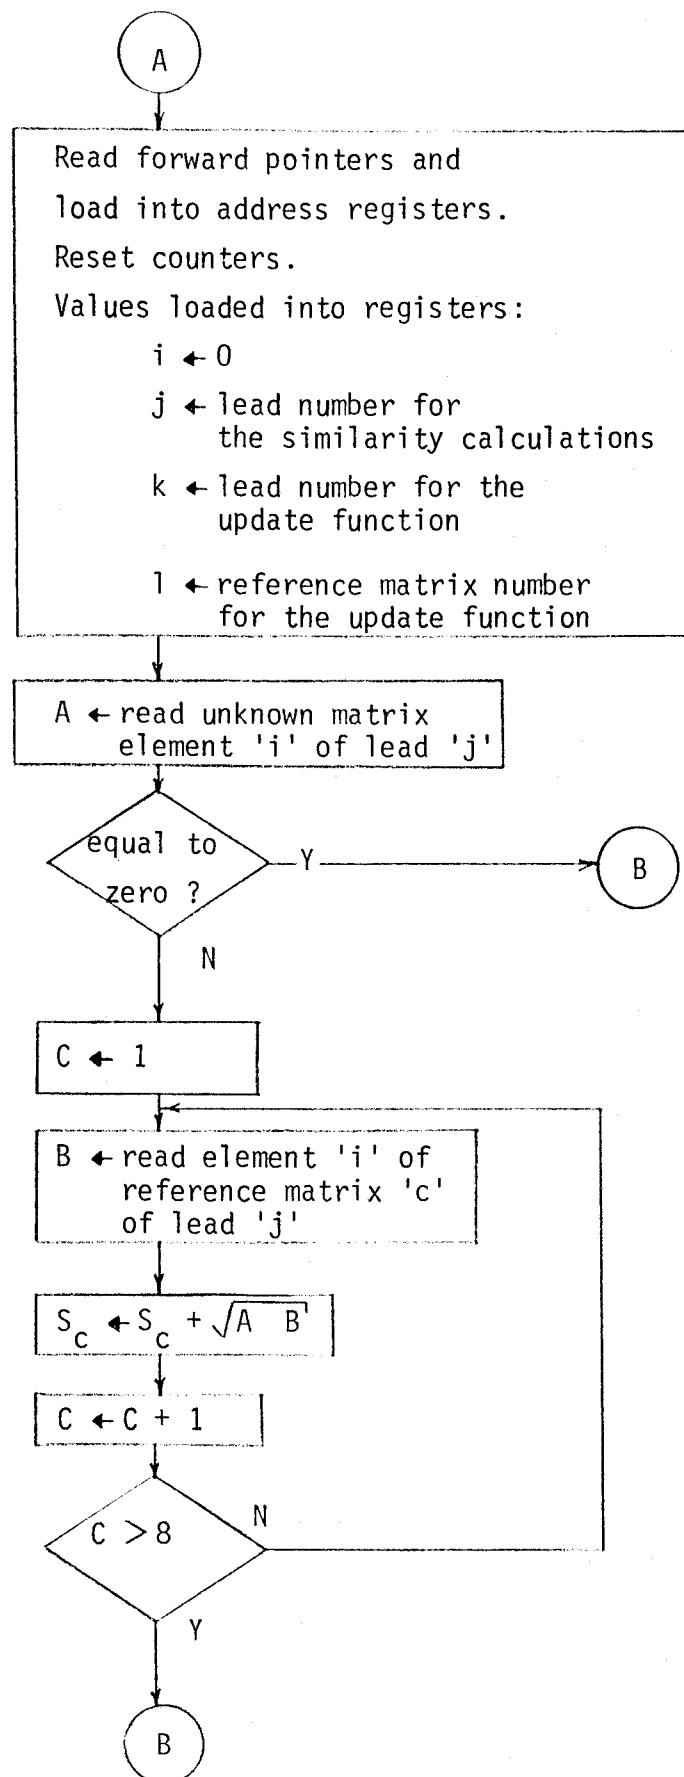 A
Read forward pointers and
load into address registers.
Reset counters.
Values loaded into registers:
i ← 0
j ← lead number for
the similarity calculations
k ← lead number for the
update function
l ← reference matrix number
for the update function
A ← read unknown matrix
element 'i' of lead 'j'
equal to
zero ?
Y
B
N
C ← 1
B ← read element 'i' of
reference matrix 'c'
of lead 'j'
S_c ← S_c + √A B
C ← C + 1
C > 8
N
Y
B